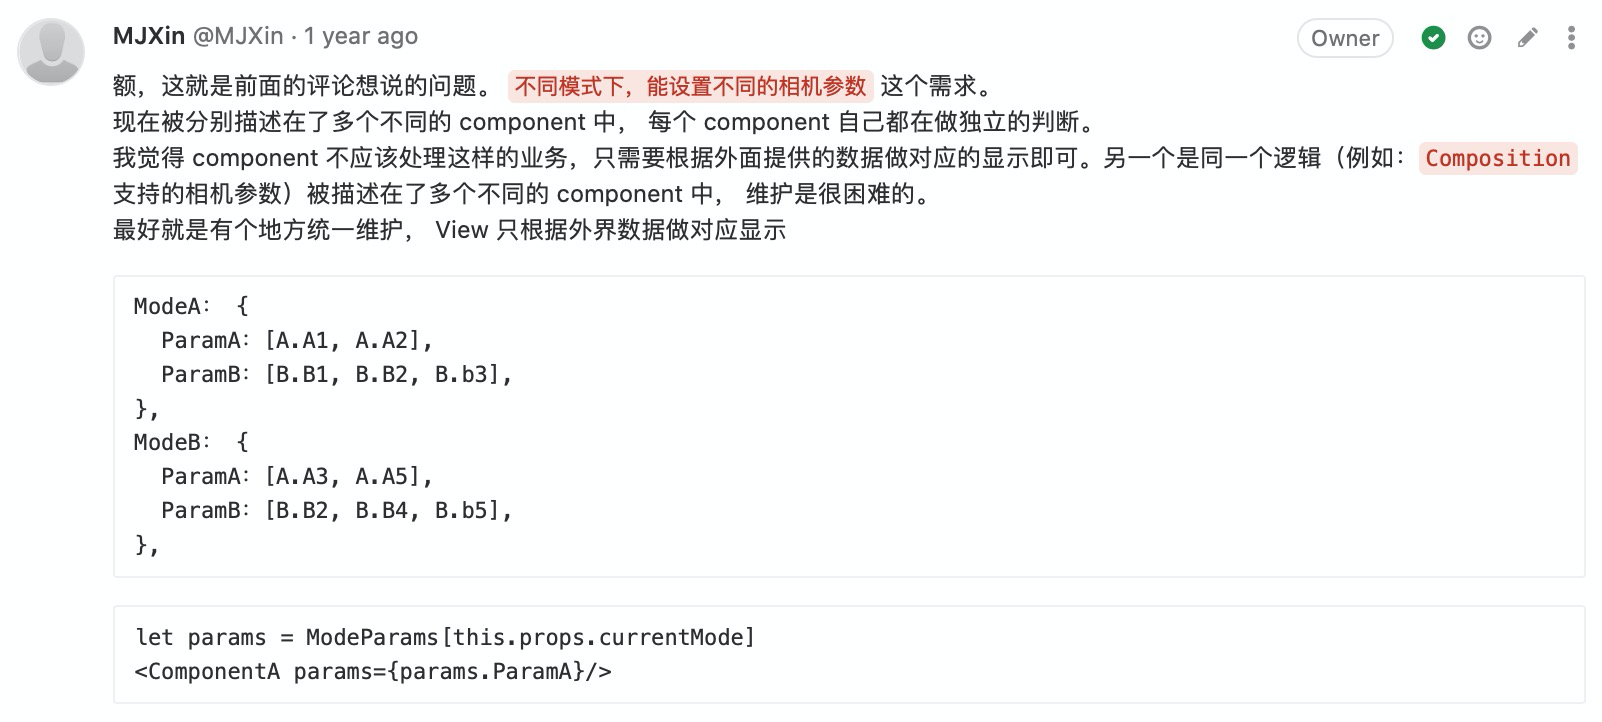 MJXin @MJXin · 1 year ago
Owner
额，这就是前面的评论想说的问题。 不同模式下，能设置不同的相机参数 这个需求。
现在被分别描述在了多个不同的 component 中， 每个 component 自己都在做独立的判断。
我觉得 component 不应该处理这样的业务，只需要根据外面提供的数据做对应的显示即可。另一个是同一个逻辑（例如： Composition
支持的相机参数）被描述在了多个不同的 component 中， 维护是很困难的。
最好就是有个地方统一维护， View 只根据外界数据做对应显示
ModeA： {
  ParamA：[A.A1, A.A2],
  ParamB：[B.B1, B.B2, B.b3],
},
ModeB： {
  ParamA：[A.A3, A.A5],
  ParamB：[B.B2, B.B4, B.b5],
},
let params = ModeParams[this.props.currentMode]
<ComponentA params={params.ParamA}/>